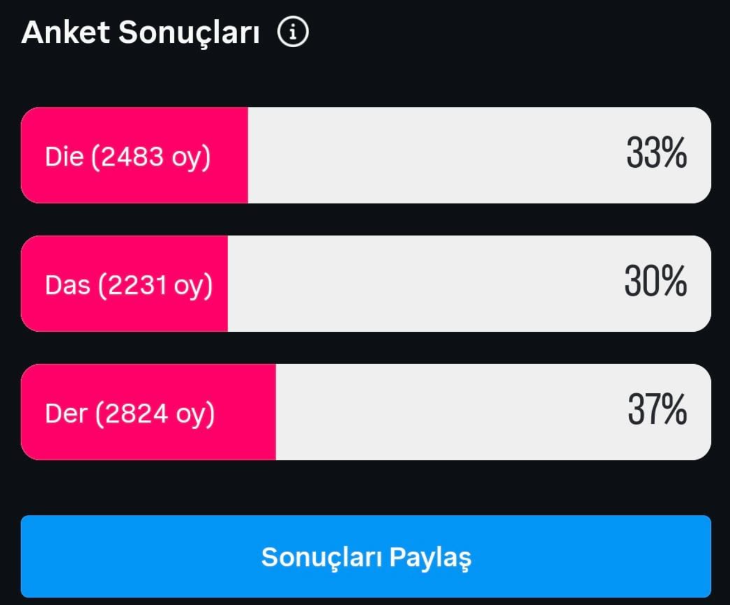 Anket Sonuçları
Die (2483 oy) 33%
Das (2231 oy) 30%
Der (2824 oy) 37%
Sonuçları Paylaş